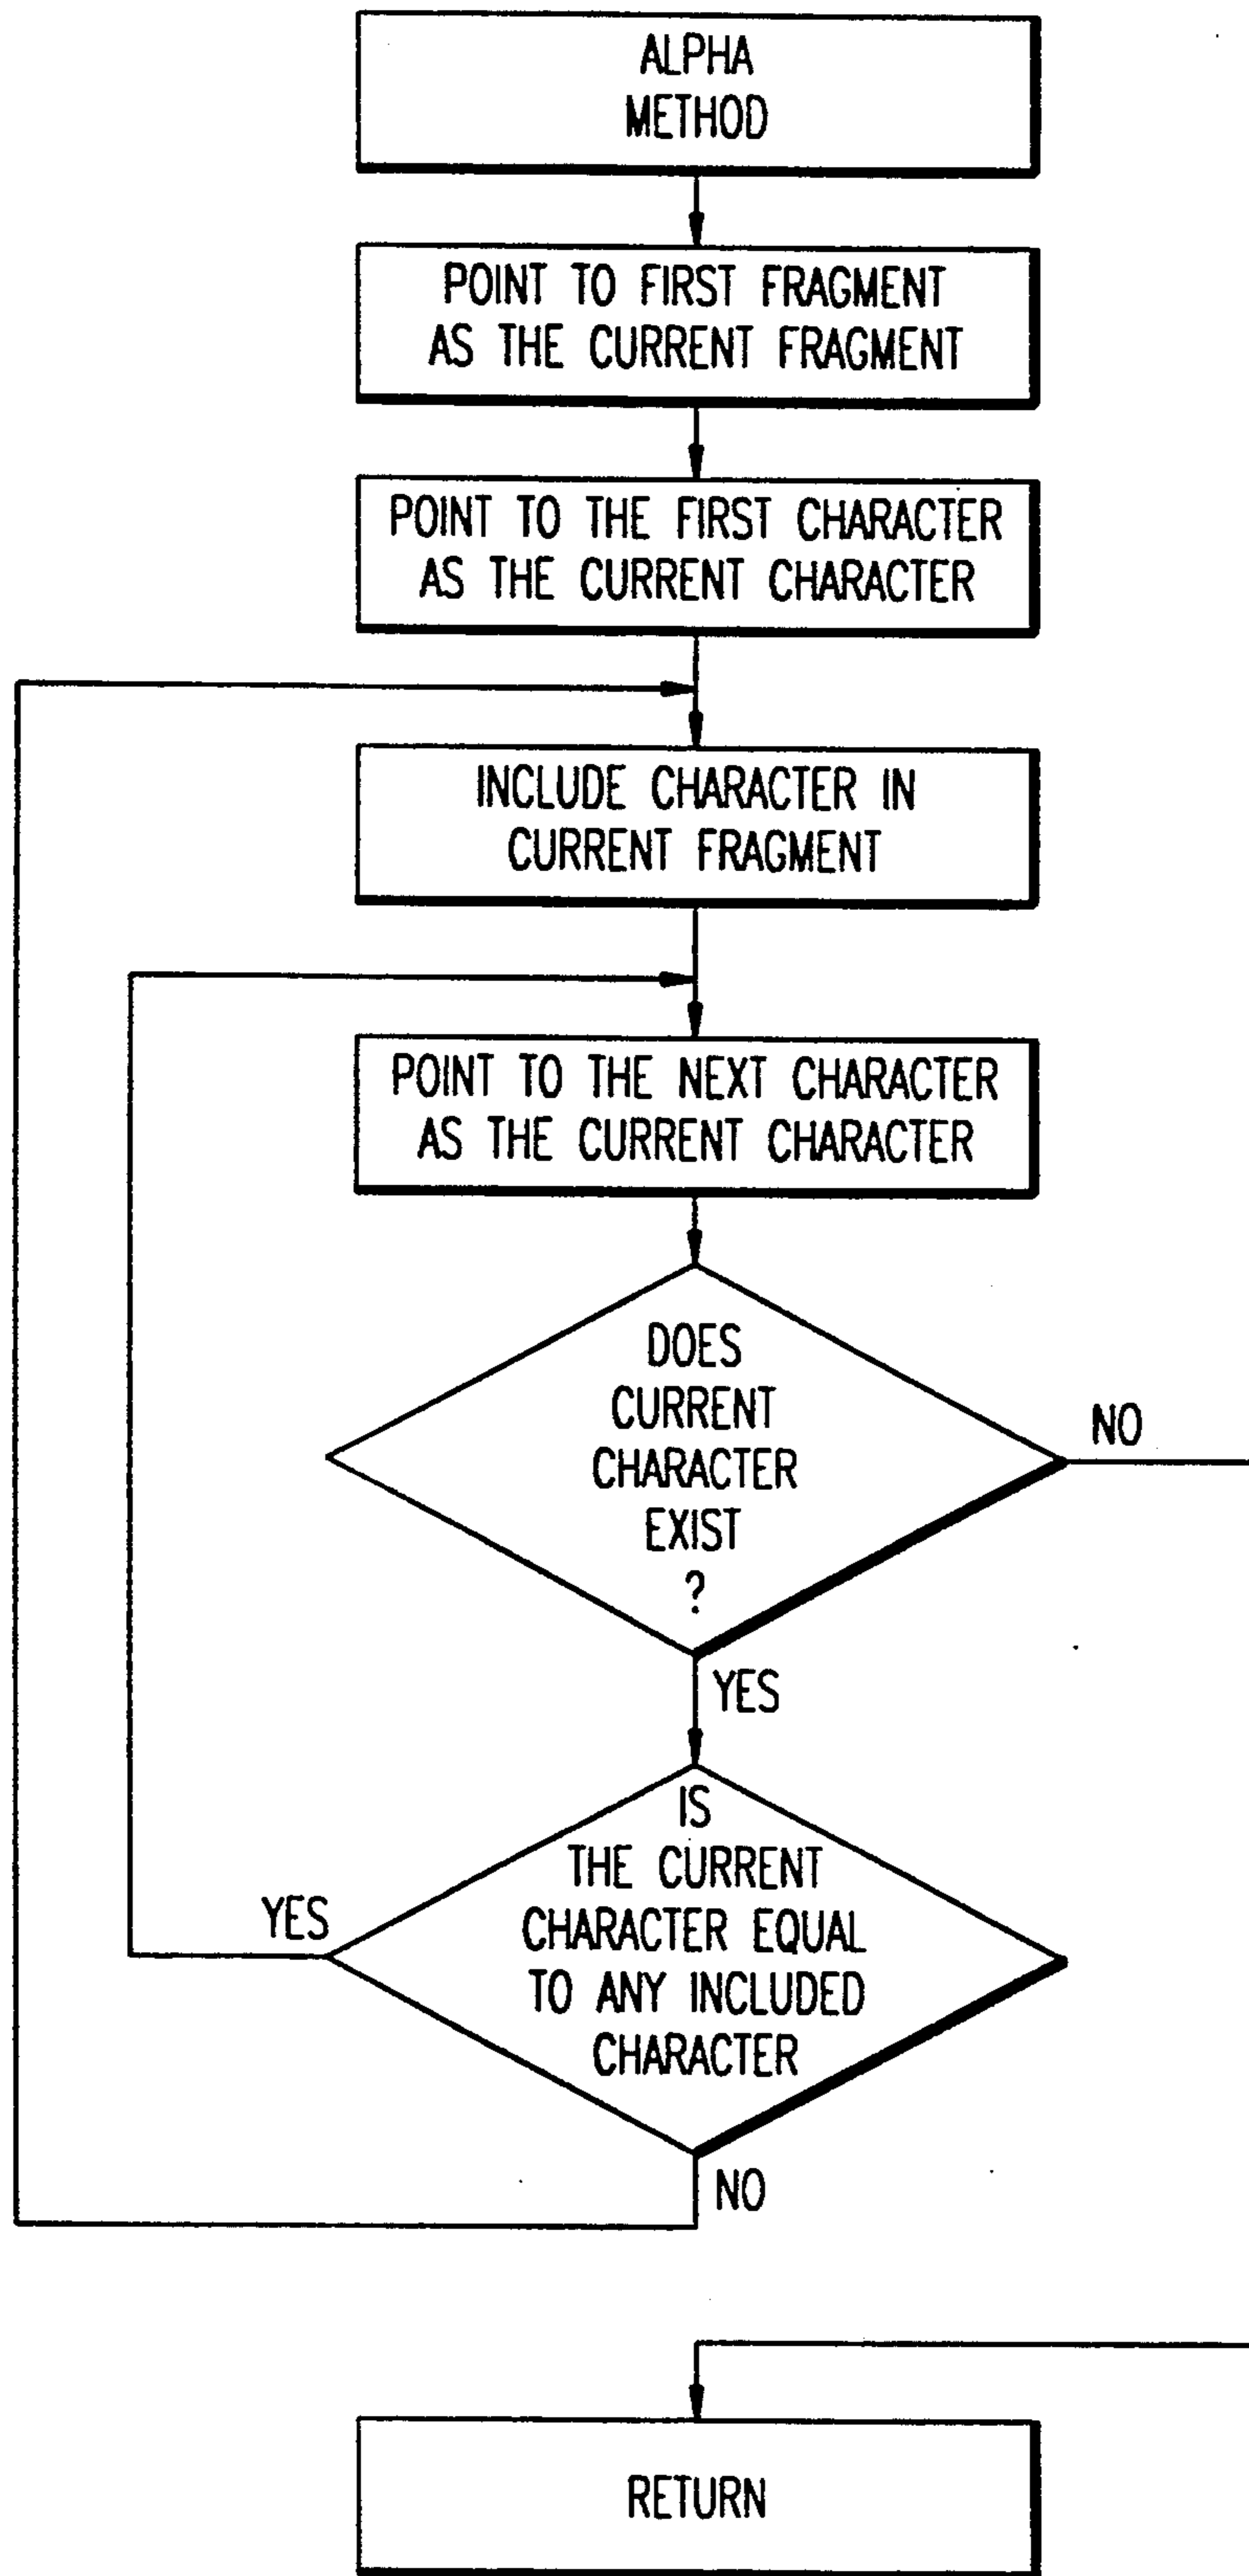 ALPHA
METHOD
POINT TO FIRST FRAGMENT
AS THE CURRENT FRAGMENT
POINT TO THE FIRST CHARACTER
AS THE CURRENT CHARACTER
INCLUDE CHARACTER IN
CURRENT FRAGMENT
POINT TO THE NEXT CHARACTER
AS THE CURRENT CHARACTER
DOES
CURRENT
CHARACTER
EXIST
?
NO
YES
IS
THE CURRENT
CHARACTER EQUAL
TO ANY INCLUDED
CHARACTER
YES
NO
RETURN